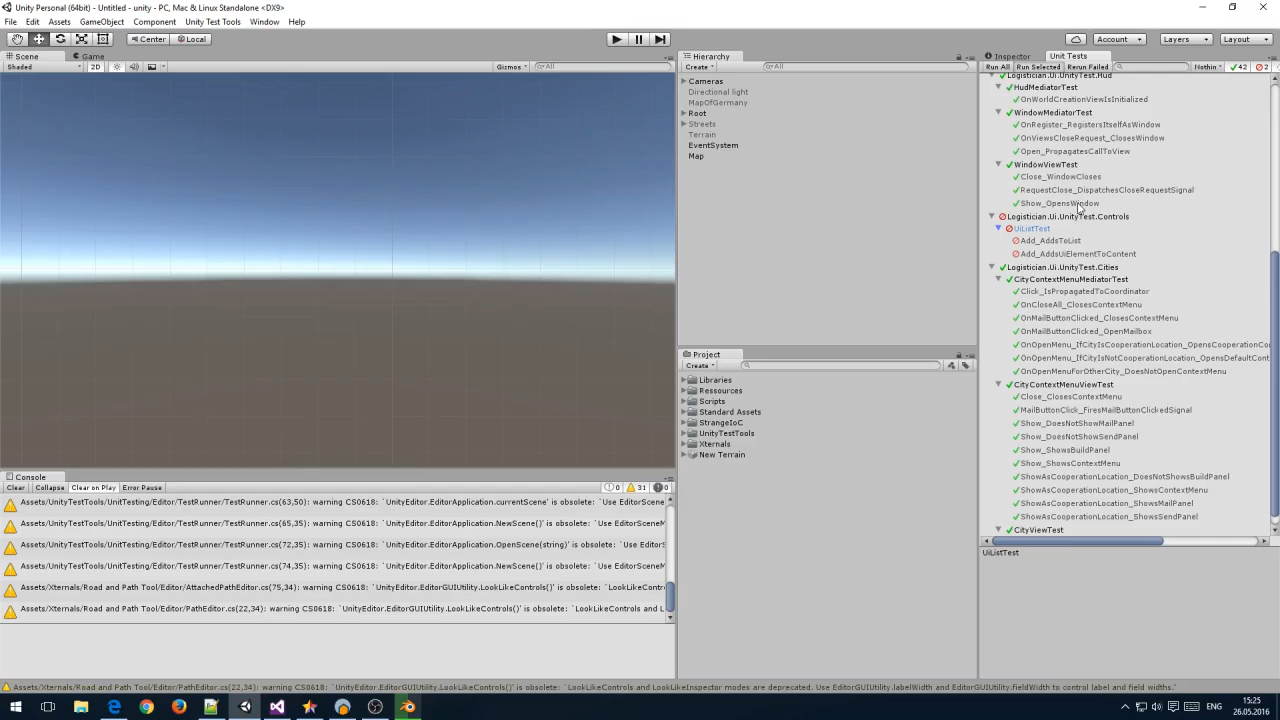 Unity Personal (64bit) - Untitled - unity - PC, Mac & Linux Standalone <DX9>
File Edit Assets GameObject Component Unity Test Tools Window Help
Center Local Account Layers Layout
Scene Game
Shaded 2D Gizmos All
Hierarchy
Create All
Cameras
Directional light
MapOfGermany
Root
Streets
Terrain
EventSystem
Map
Project
Create
Libraries
Ressources
Scripts
Standard Assets
StrangeIoC
UnityTestTools
Xternals
New Terrain
Inspector Unit Tests
Run All Run Selected Rerun Failed Nothin 42 2
Logistician.Ui.UnityTest.Hud
HudMediatorTest
OnWorldCreationViewIsInitialized
WindowMediatorTest
OnRegister_RegistersItselfAsWindow
OnViewsCloseRequest_ClosesWindow
Open_PropagatesCallToView
WindowViewTest
Close_WindowCloses
RequestClose_DispatchesCloseRequestSignal
Show_OpensWindow
Logistician.Ui.UnityTest.Controls
UiListTest
Add_AddsToList
Add_AddsUiElementToContent
Logistician.Ui.UnityTest.Cities
CityContextMenuMediatorTest
Click_IsPropagatedToCoordinator
OnCloseAll_ClosesContextMenu
OnMailButtonClicked_ClosesContextMenu
OnMailButtonClicked_OpenMailbox
OnOpenMenu_IfCityIsCooperationLocation_OpensCooperationCo
OnOpenMenu_IfCityIsNotCooperationLocation_OpensDefaultCont
OnOpenMenuForOtherCity_DoesNotOpenContextMenu
CityContextMenuViewTest
Close_ClosesContextMenu
MailButtonClick_FiresMailButtonClickedSignal
Show_DoesNotShowMailPanel
Show_DoesNotShowSendPanel
Show_ShowsBuildPanel
Show_ShowsContextMenu
ShowAsCooperationLocation_DoesNotShowsBuildPanel
ShowAsCooperationLocation_ShowsContextMenu
ShowAsCooperationLocation_ShowsMailPanel
ShowAsCooperationLocation_ShowsSendPanel
CityViewTest
UiListTest
Console
Clear Collapse Clear on Play Error Pause 0 31 0
Assets/UnityTestTools/UnitTesting/Editor/TestRunner/TestRunner.cs(63,50): warning CS0618: `UnityEditor.EditorApplication.currentScene' is obsolete: `Use EditorSceneM
Assets/UnityTestTools/UnitTesting/Editor/TestRunner/TestRunner.cs(65,35): warning CS0618: `UnityEditor.EditorApplication.NewScene()' is obsolete: `Use EditorSceneM
Assets/UnityTestTools/UnitTesting/Editor/TestRunner/TestRunner.cs(72,35): warning CS0618: `UnityEditor.EditorApplication.OpenScene(string)' is obsolete: `Use Editor
Assets/UnityTestTools/UnitTesting/Editor/TestRunner/TestRunner.cs(74,35): warning CS0618: `UnityEditor.EditorApplication.NewScene()' is obsolete: `Use EditorSceneM
Assets/Xternals/Road and Path Tool/Editor/AttachedPathEditor.cs(75,34): warning CS0618: `UnityEditor.EditorGUIUtility.LookLikeControls()' is obsolete: `LookLikeContro
Assets/Xternals/Road and Path Tool/Editor/PathEditor.cs(22,34): warning CS0618: `UnityEditor.EditorGUIUtility.LookLikeControls()' is obsolete: `LookLikeControls and L
Assets/Xternals/Road and Path Tool/Editor/PathEditor.cs(22,34): warning CS0618: `UnityEditor.EditorGUIUtility.LookLikeControls()' is obsolete: `LookLikeControls and LookLikeInspector modes are deprecated. Use EditorGUIUtility.labelWidth and EditorGUIUtility.fieldWidth to control label and field widths.'
ENG 15:25
26.05.2016